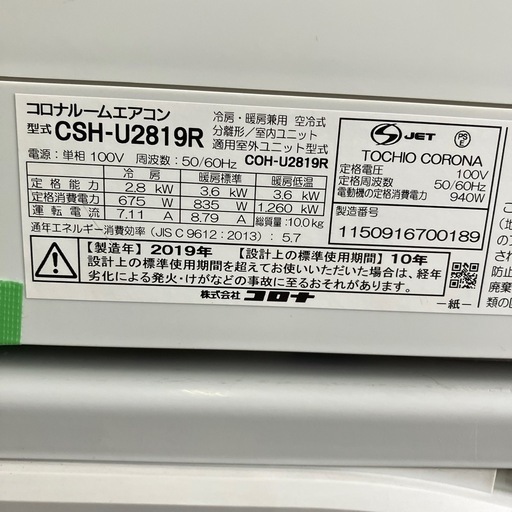 コロナルームエアコン
型式 CSH-U2819R
冷房・暖房兼用 空冷式
分離形/室内ユニット
適用室外ユニット型式
電源:単相 100V 周波数:50/60Hz COH-U2819R
冷 房 暖房標準 暖房低温
定格能力 2.8 kW 3.6 kW 3.6 kW
定格消費電力 675 W 835 W 1,260 kW
運転電流 7.11 A 8.79 A 総質量:10.0kg
通年エネルギー消費効率(JIS C 9612:2013): 5.7
【製造年】2019年 【設計上の標準使用期間】10年
設計上の標準使用期間を超えてお使いいただいた場合は、経年
劣化による発火・けがなどの事故に至るおそれがあります。
株式会社 コロナ
JET
PS
E
TOCHIO CORONA
定格電圧 100V
定格周波数 50/60Hz
電動機の定格消費電力 940W
製造番号
1150916700189
―紙―